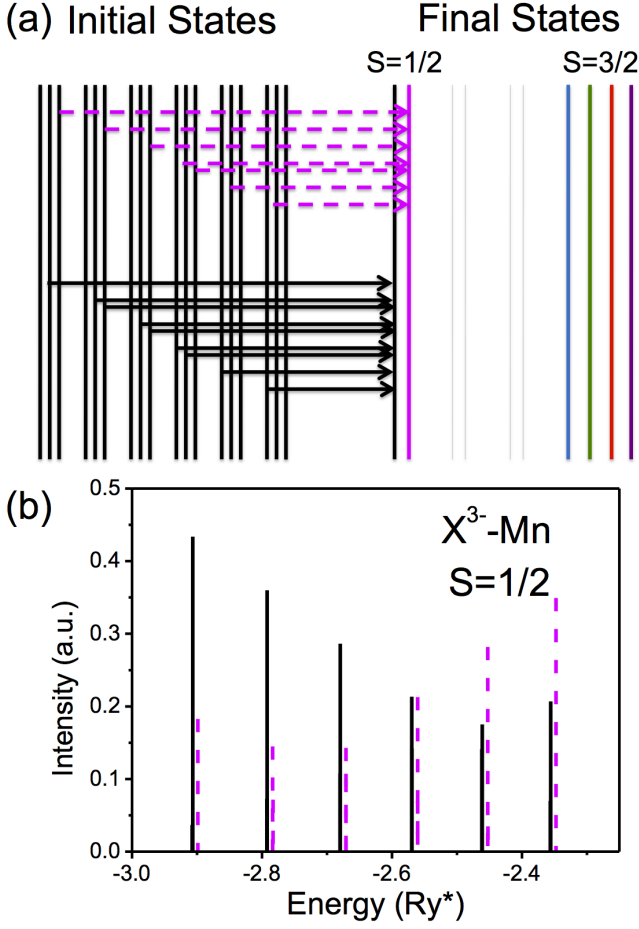 (a) Initial States Final States
S=1/2 S=3/2
(b)
X³⁻-Mn
S=1/2
Intensity (a.u.)
0.5
0.4
0.3
0.2
0.1
0.0
-3.0 -2.8 -2.6 -2.4
Energy (Ry*)